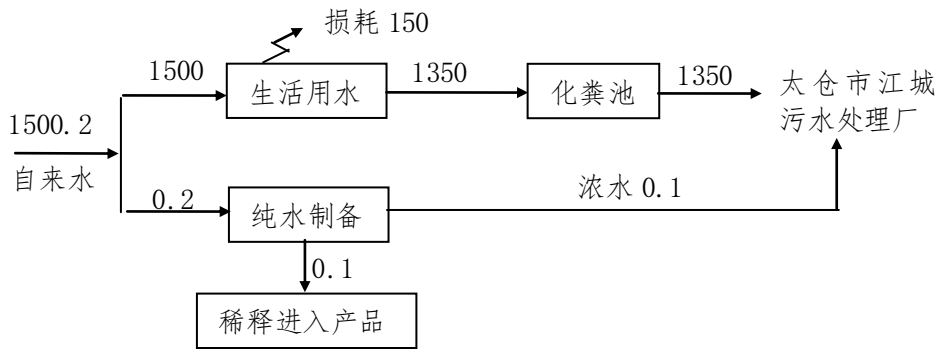 损耗 150
1500
生活用水
1350
化粪池
1350
太仓市江城
污水处理厂
1500.2
自来水
0.2
纯水制备
浓水 0.1
0.1
稀释进入产品